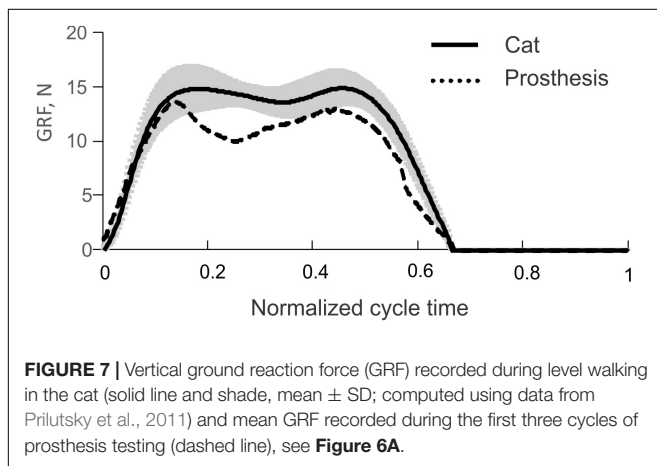 20
15
10
5
0
GRF, N
Cat
Prosthesis
0 0.2 0.4 0.6 0.8 1
Normalized cycle time
FIGURE 7 | Vertical ground reaction force (GRF) recorded during level walking
in the cat (solid line and shade, mean ± SD; computed using data from
Prilutsky et al., 2011) and mean GRF recorded during the first three cycles of
prosthesis testing (dashed line), see Figure 6A.